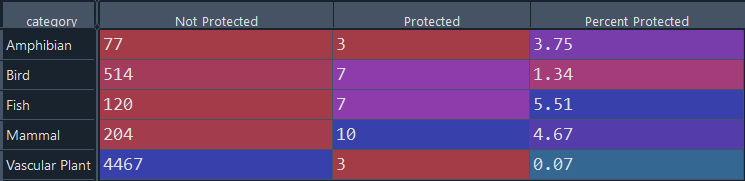 category Not Protected Protected Percent Protected
Amphibian 77 3 3.75
Bird 514 7 1.34
Fish 120 7 5.51
Mammal 204 10 4.67
Vascular Plant 4467 3 0.07